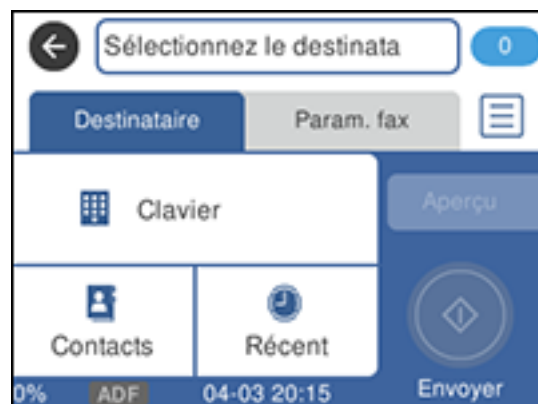 Sélectionnez le destinata
0
Destinataire
Param. fax
Clavier
Aperçu
Contacts
Récent
0%
ADF
04-03 20:15
Envoyer